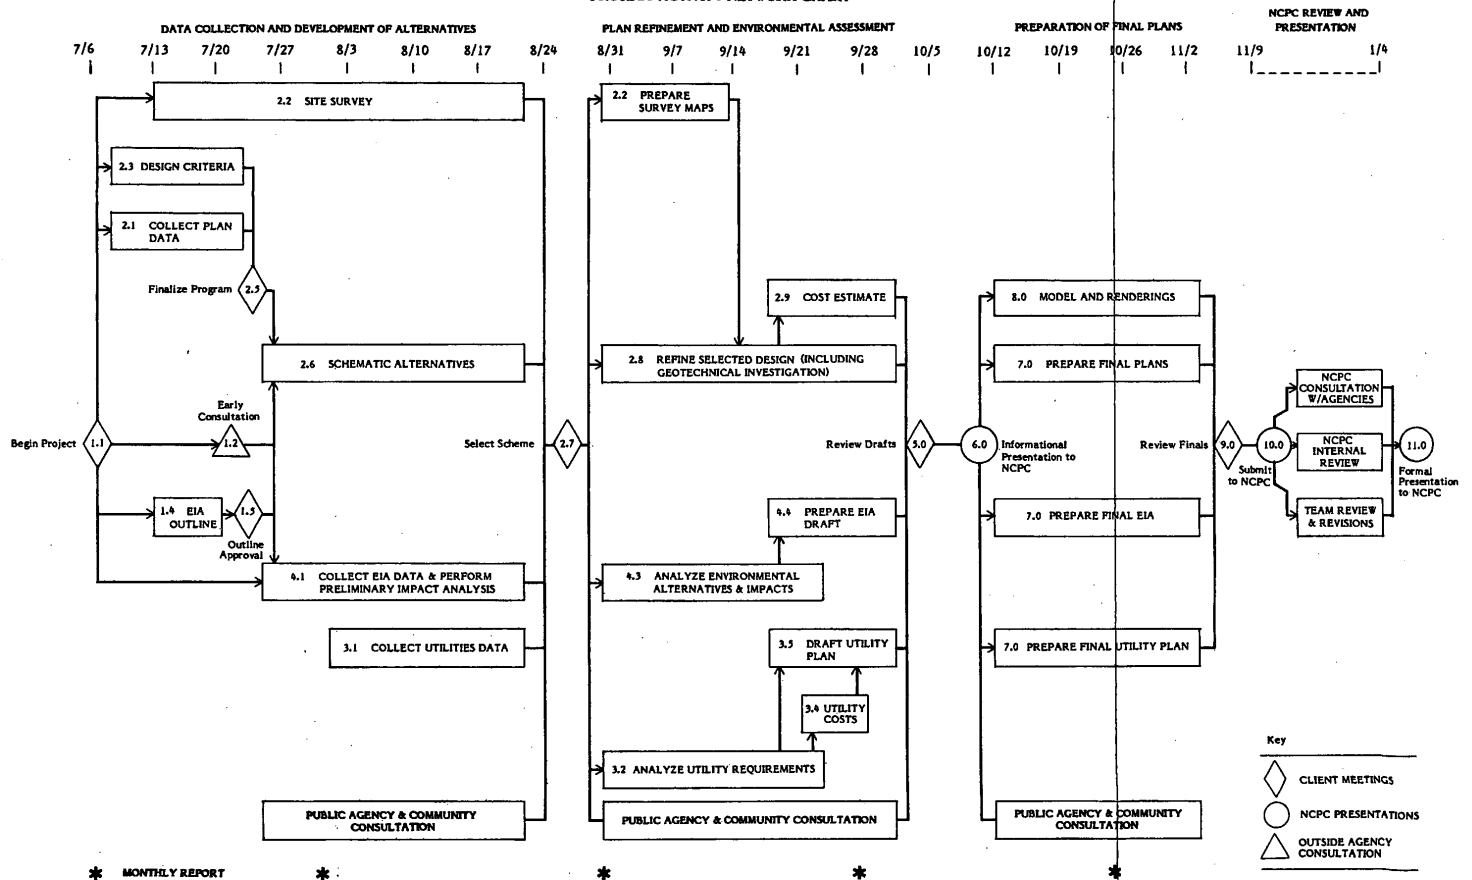 DATA COLLECTION AND DEVELOPMENT OF ALTERNATIVES
PLAN REFINEMENT AND ENVIRONMENTAL ASSESSMENT
PREPARATION OF FINAL PLANS
NCPC REVIEW AND
PRESENTATION
7/6 7/13 7/20 7/27 8/3 8/10 8/17 8/24 8/31 9/7 9/14 9/21 9/28 10/5 10/12 10/19 10/26 11/2 11/9 1/4
2.2 SITE SURVEY
2.3 DESIGN CRITERIA
2.1 COLLECT PLAN
DATA
Finalize Program
2.5
2.6 SCHEMATIC ALTERNATIVES
Early
Consultation
Begin Project
1.1
1.2
1.4 EIA
OUTLINE
1.5
Outline
Approval
4.1 COLLECT EIA DATA & PERFORM
PRELIMINARY IMPACT ANALYSIS
3.1 COLLECT UTILITIES DATA
PUBLIC AGENCY & COMMUNITY
CONSULTATION
Select Scheme
2.7
2.2 PREPARE
SURVEY MAPS
2.9 COST ESTIMATE
2.8 REFINE SELECTED DESIGN (INCLUDING
GEOTECHNICAL INVESTIGATION)
4.4 PREPARE EIA
DRAFT
4.3 ANALYZE ENVIRONMENTAL
ALTERNATIVES & IMPACTS
3.5 DRAFT UTILITY
PLAN
3.4 UTILITY
COSTS
3.2 ANALYZE UTILITY REQUIREMENTS
PUBLIC AGENCY & COMMUNITY CONSULTATION
Review Drafts
5.0
6.0
Informational
Presentation to
NCPC
8.0 MODEL AND RENDERINGS
7.0 PREPARE FINAL PLANS
7.0 PREPARE FINAL EIA
7.0 PREPARE FINAL UTILITY PLAN
PUBLIC AGENCY & COMMUNITY
CONSULTATION
Review Finals
9.0
10.0
Submit
to NCPC
NCPC
CONSULTATION
W/AGENCIES
NCPC
INTERNAL
REVIEW
TEAM REVIEW
& REVISIONS
11.0
Formal
Presentation
to NCPC
Key
CLIENT MEETINGS
NCPC PRESENTATIONS
OUTSIDE AGENCY
CONSULTATION
* MONTHLY REPORT * * * *